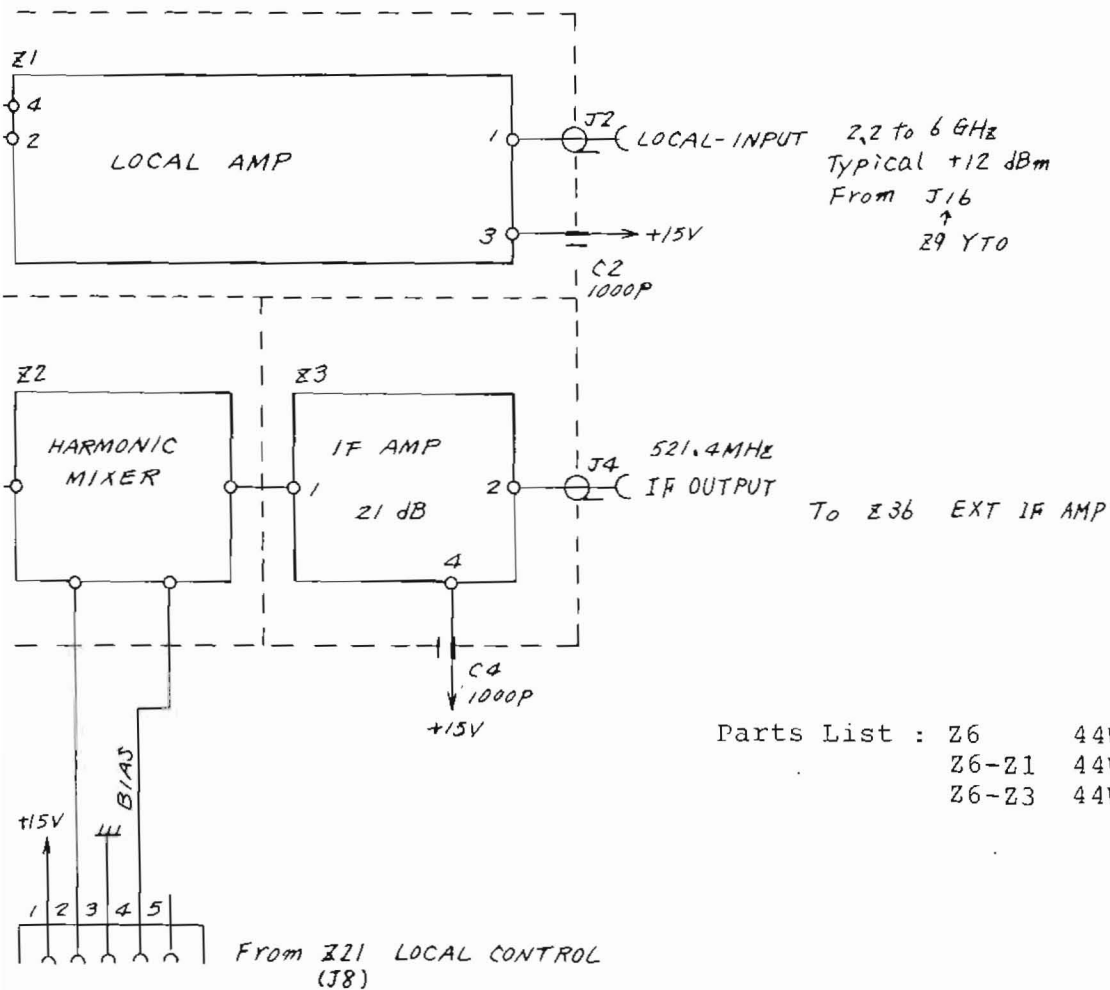 Z1
4
2
LOCAL AMP
1
3
J2
LOCAL-INPUT
2.2 to 6 GHz
Typical +12 dBm
From J16
↑
Z9 YTO
+15V
C2
1000P
Z2
HARMONIC
MIXER
Z3
IF AMP
21 dB
1
2
4
J4
521.4MHz
IF OUTPUT
To Z36 EXT IF AMP
C4
1000P
+15V
BIAS
+15V
1 2 3 4 5
From Z21 LOCAL CONTROL
(J8)
Parts List : Z6 44
Z6-Z1 44
Z6-Z3 44